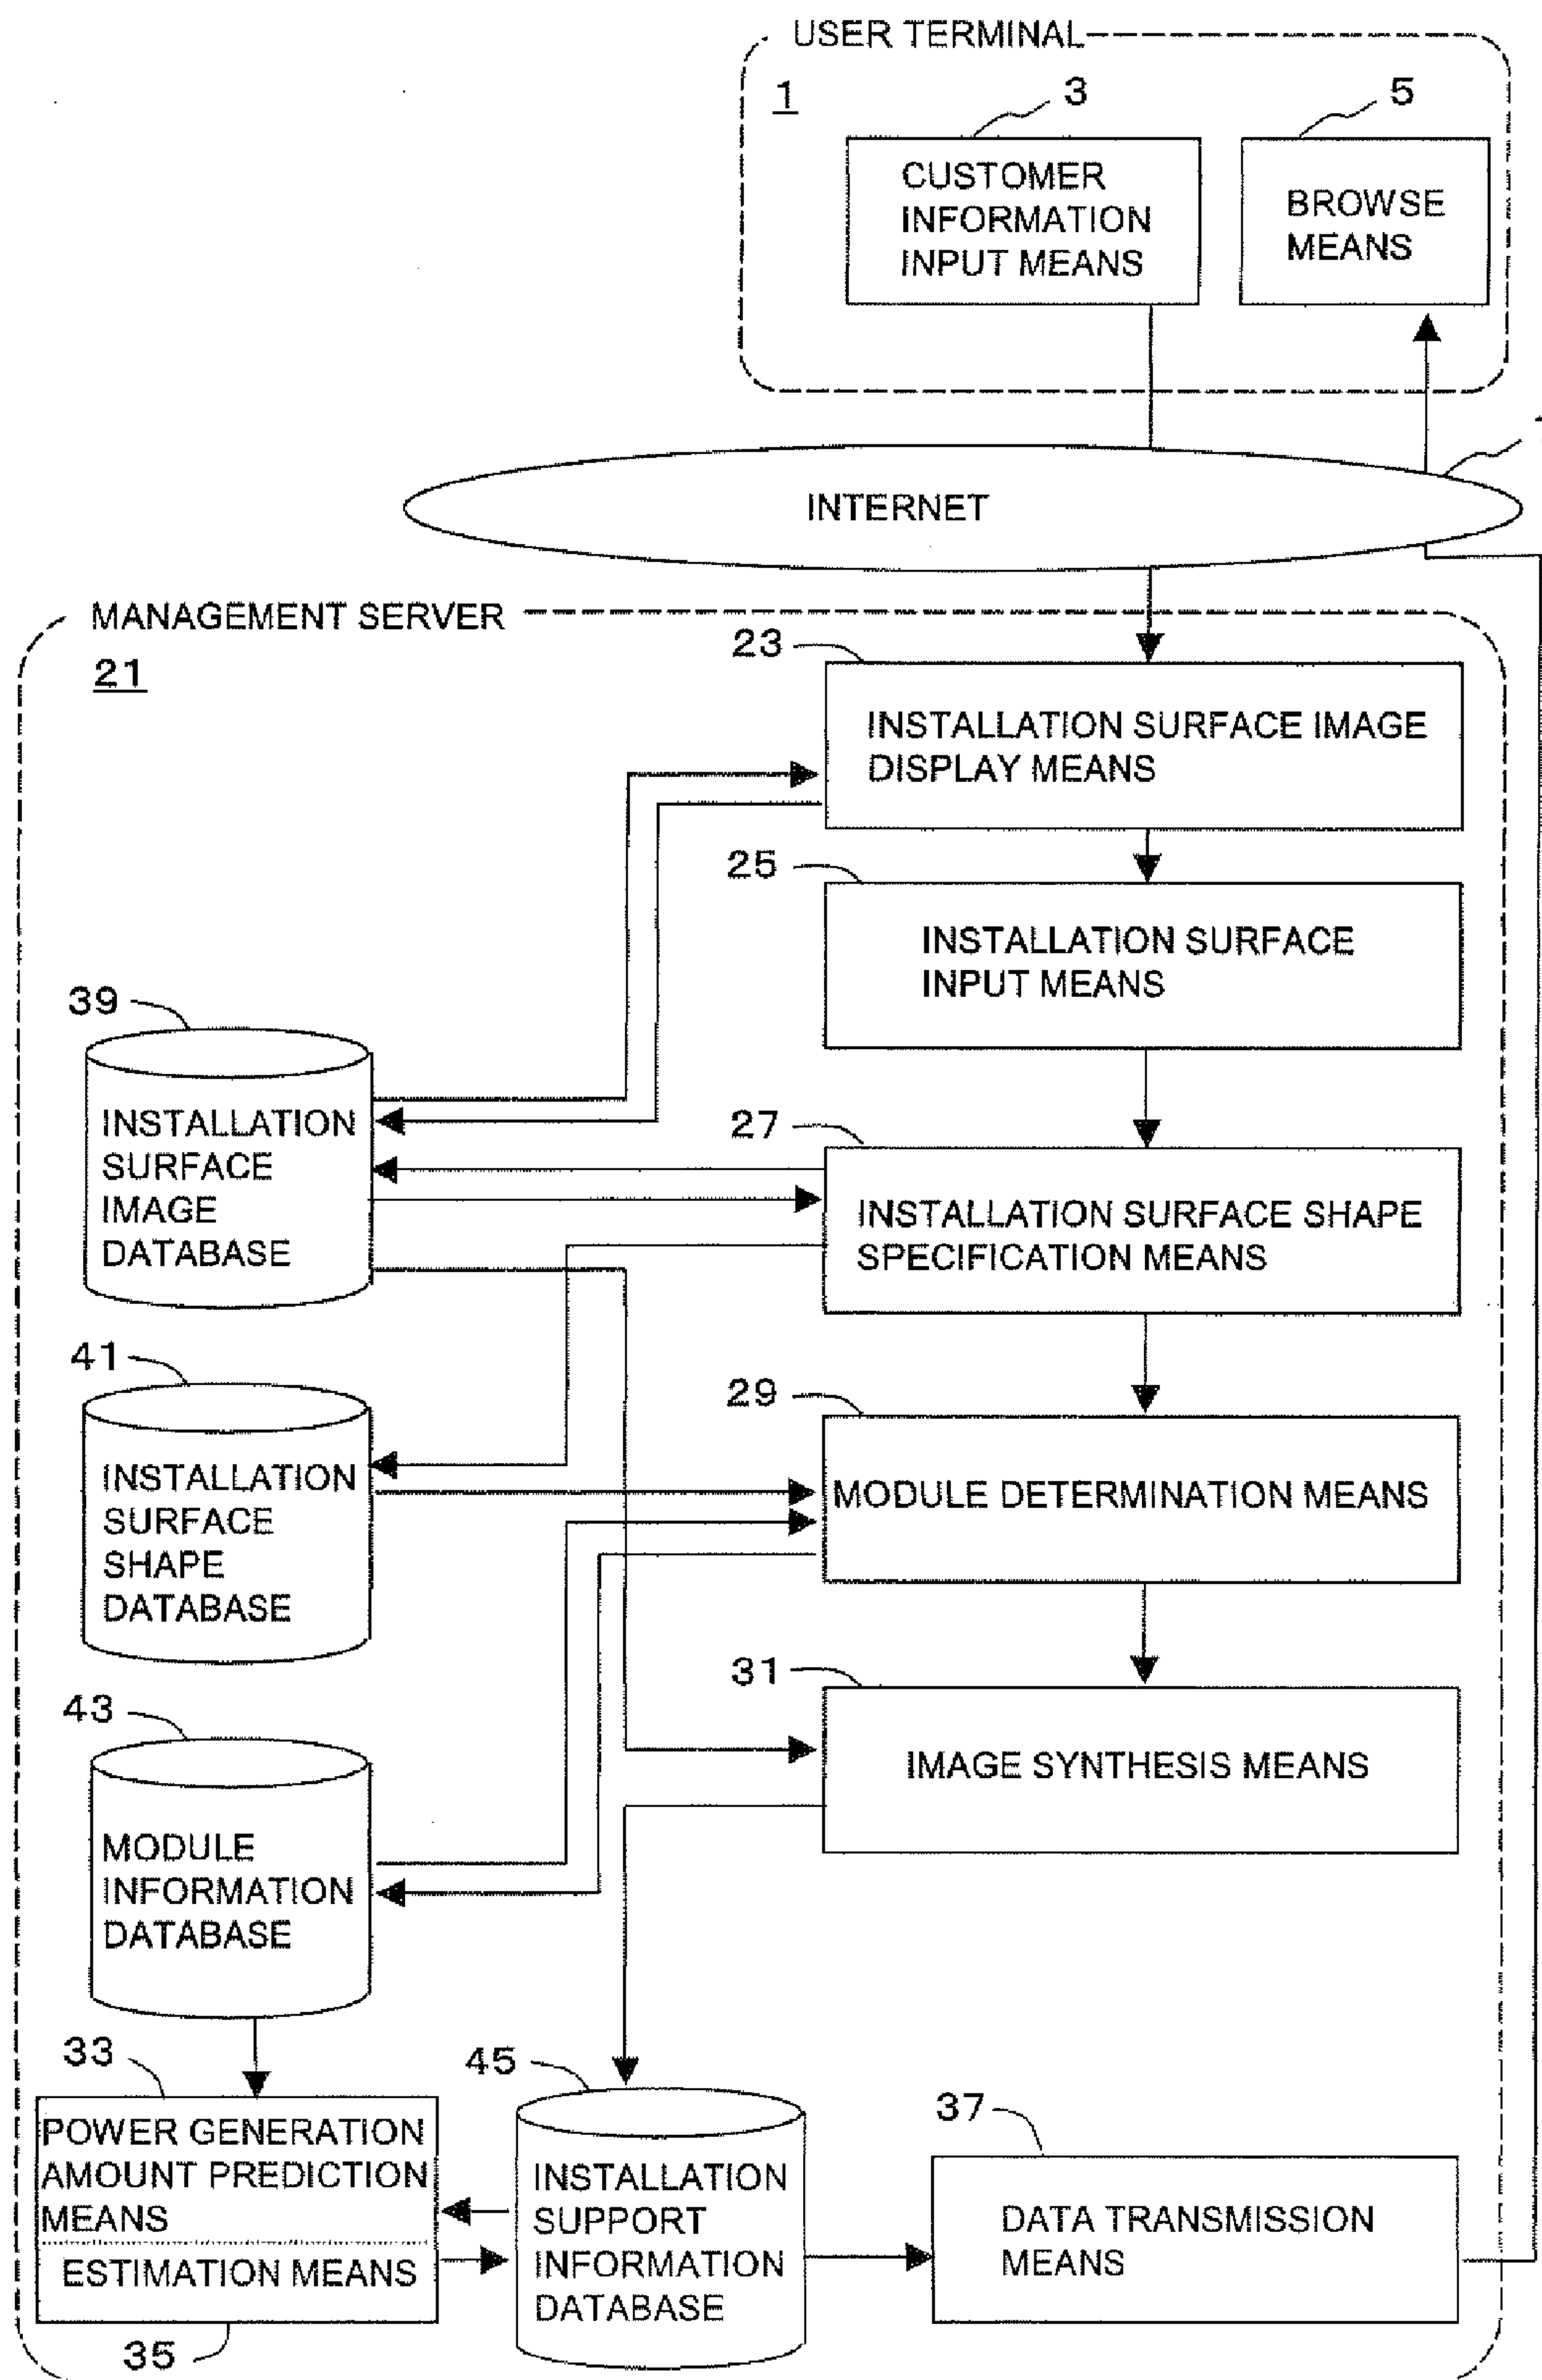 USER TERMINAL
1
3
5
CUSTOMER
INFORMATION
INPUT MEANS
BROWSE
MEANS
INTERNET
MANAGEMENT SERVER
21
23
INSTALLATION SURFACE IMAGE
DISPLAY MEANS
25
INSTALLATION SURFACE
INPUT MEANS
39
INSTALLATION
SURFACE
IMAGE
DATABASE
27
INSTALLATION SURFACE SHAPE
SPECIFICATION MEANS
41
INSTALLATION
SURFACE
SHAPE
DATABASE
29
MODULE DETERMINATION MEANS
31
IMAGE SYNTHESIS MEANS
43
MODULE
INFORMATION
DATABASE
33
POWER GENERATION
AMOUNT PREDICTION
MEANS
ESTIMATION MEANS
35
45
INSTALLATION
SUPPORT
INFORMATION
DATABASE
37
DATA TRANSMISSION
MEANS